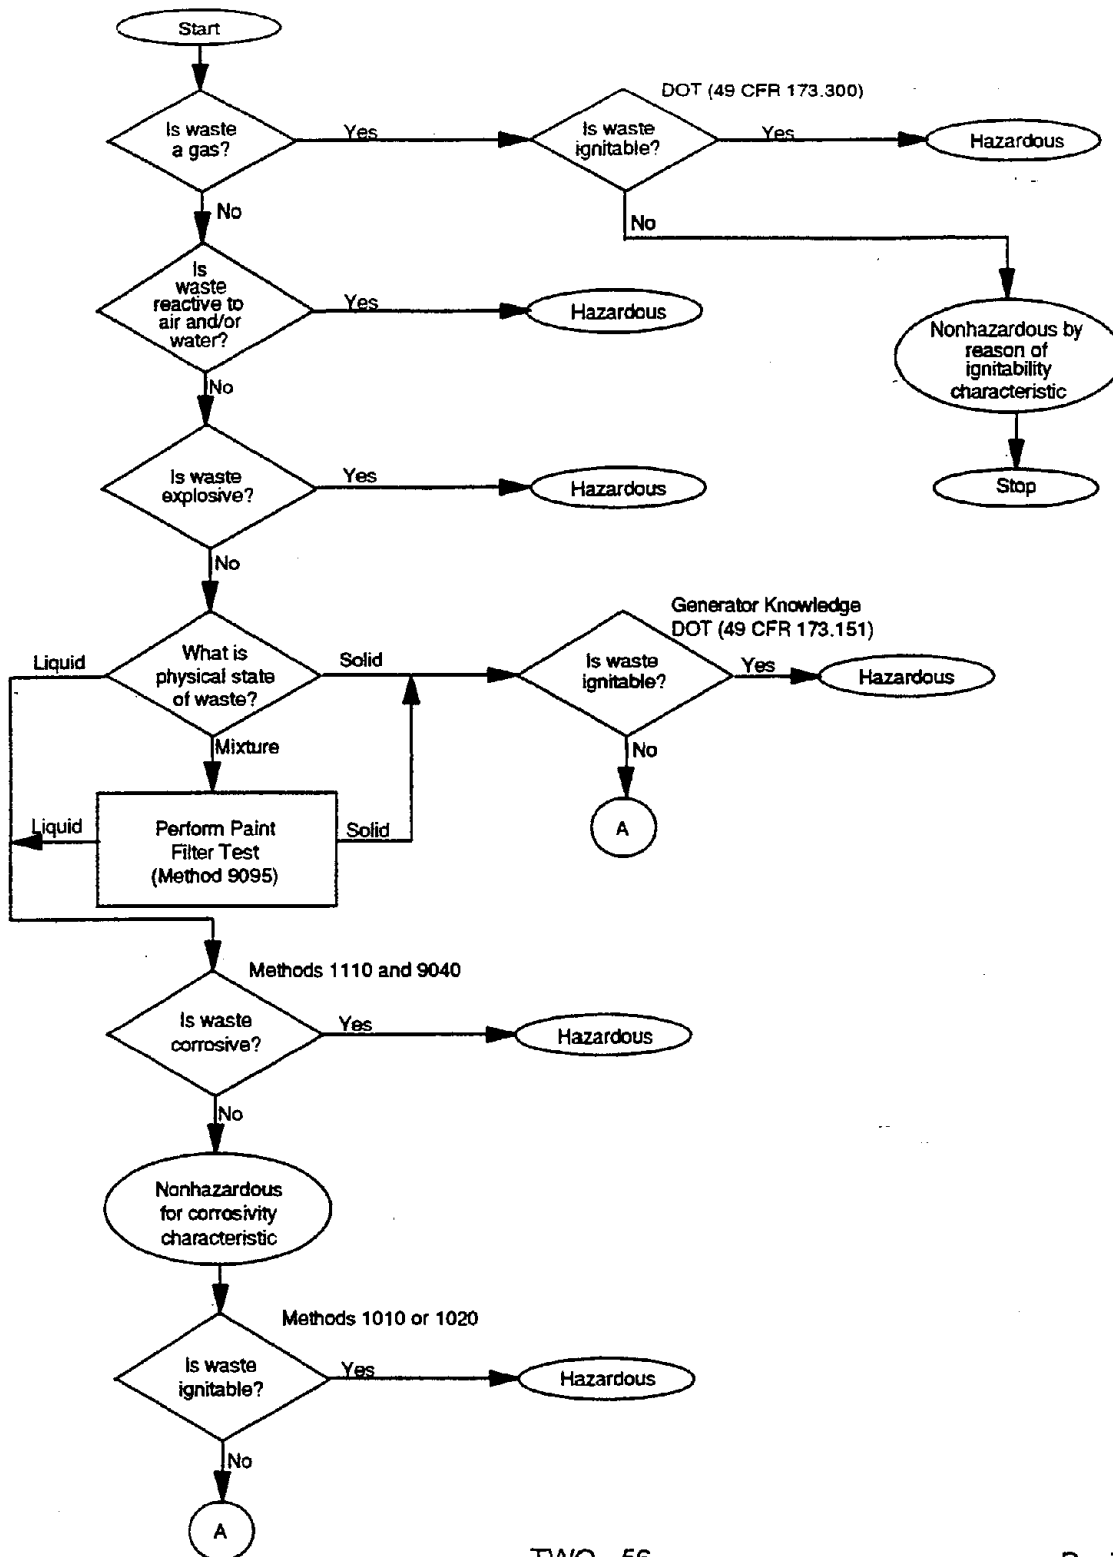 Start
DOT (49 CFR 173.300)
Is waste
a gas?
Yes
Is waste
ignitable?
Yes
Hazardous
No
No
Is
waste
reactive to
air and/or
water?
Yes
Hazardous
Nonhazardous by
reason of
ignitability
characteristic
No
Is waste
explosive?
Yes
Hazardous
Stop
No
Generator Knowledge
DOT (49 CFR 173.151)
Liquid
What is
physical state
of waste?
Solid
Is waste
ignitable?
Yes
Hazardous
Mixture
No
Liquid
Perform Paint
Filter Test
(Method 9095)
Solid
A
Methods 1110 and 9040
Is waste
corrosive?
Yes
Hazardous
No
Nonhazardous
for corrosivity
characteristic
Methods 1010 or 1020
Is waste
ignitable?
Yes
Hazardous
No
A